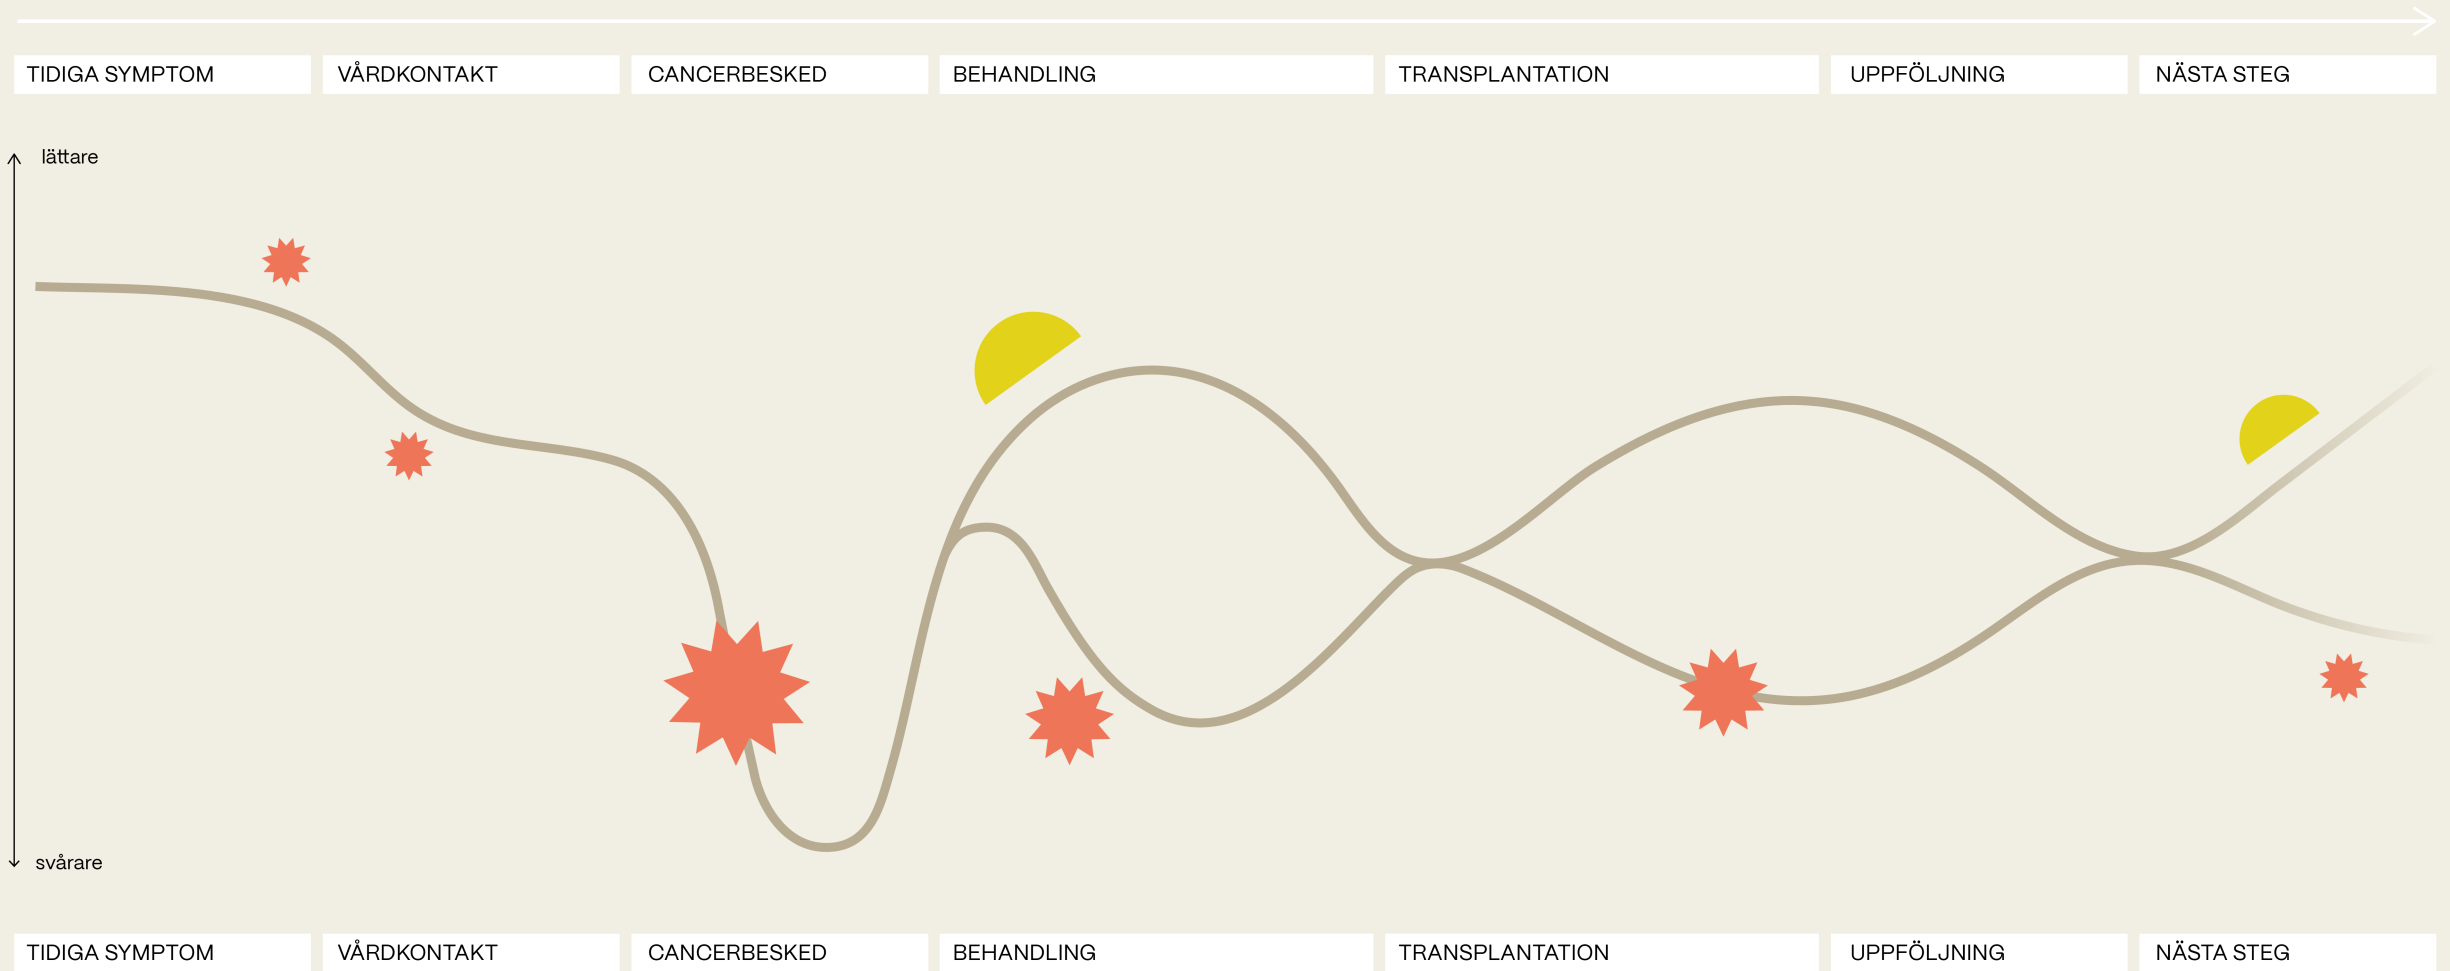 TIDIGA SYMPTOM
VÅRDKONTAKT
CANCERBESKED
BEHANDLING
TRANSPLANTATION
UPPFÖLJNING
NÄSTA STEG
lättare
svårare
TIDIGA SYMPTOM
VÅRDKONTAKT
CANCERBESKED
BEHANDLING
TRANSPLANTATION
UPPFÖLJNING
NÄSTA STEG